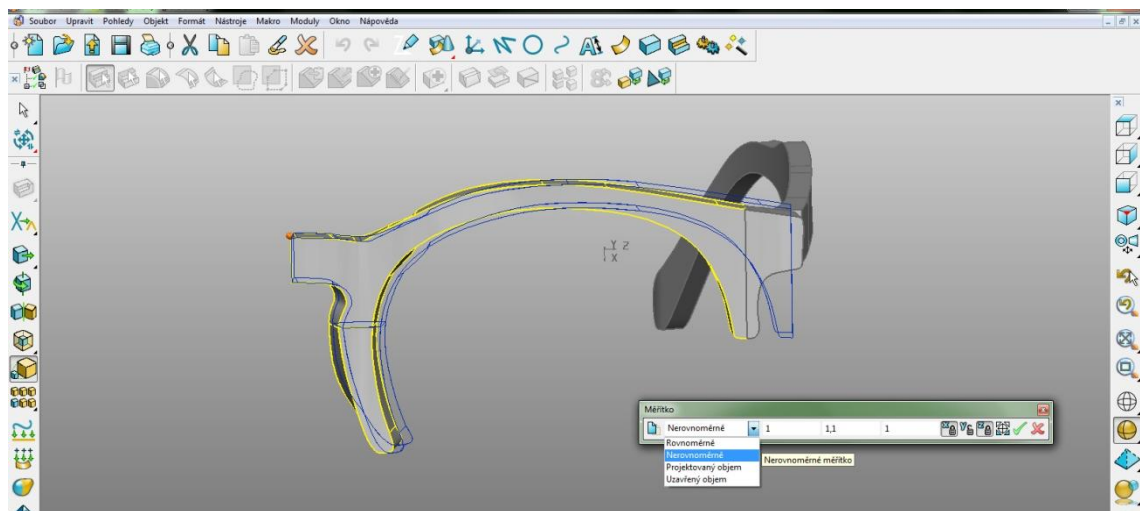 Soubor Upravit Pohledy Objekt Formát Nástroje Makro Moduly Okno Nápověda
Y Z
X
Měřítko
Nerovnoměrné 1 1,1 1
Rovnoměrné
Nerovnoměrné
Nerovnoměrné měřítko
Projektovaný objem
Uzavřený objem